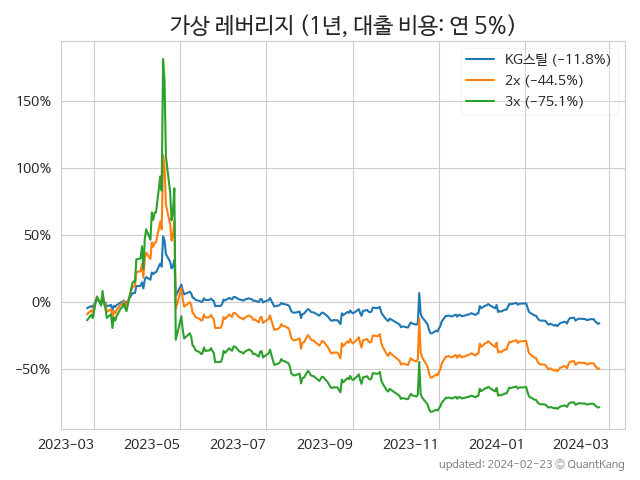 가상 레버리지 (1년, 대출 비용: 연 5%)
KG스틸 (−11.8%)
2x (−44.5%)
3x (−75.1%)
150%
100%
50%
0%
−50%
2023-03 2023-05 2023-07 2023-09 2023-11 2024-01 2024-03
updated: 2024-02-23 © QuantKang